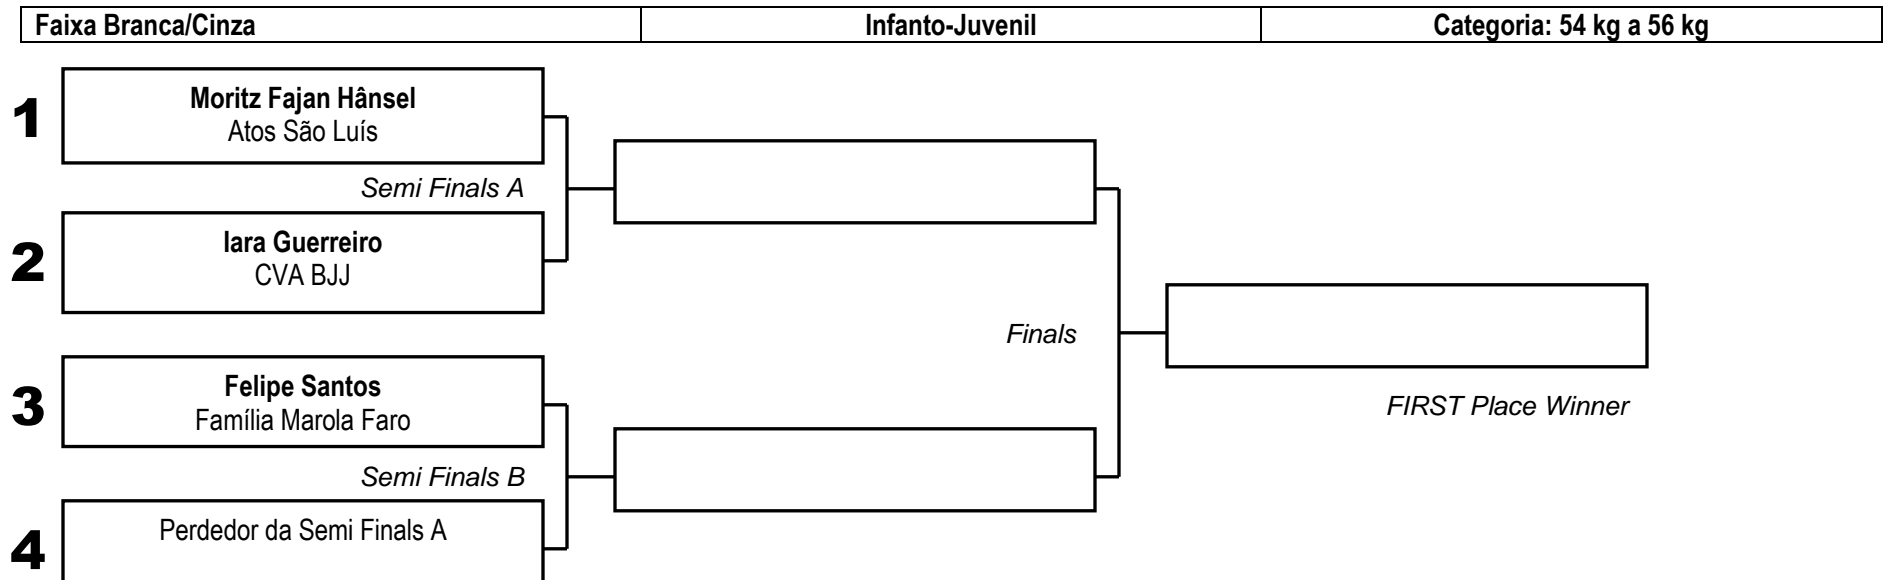 Faixa Branca/Cinza Infanto-Juvenil Categoria: 54 kg a 56 kg
1
Moritz Fajan Hânsel
Atos São Luís
Semi Finals A
2
Iara Guerreiro
CVA BJJ
Finals
3
Felipe Santos
Família Marola Faro
FIRST Place Winner
Semi Finals B
4
Perdedor da Semi Finals A